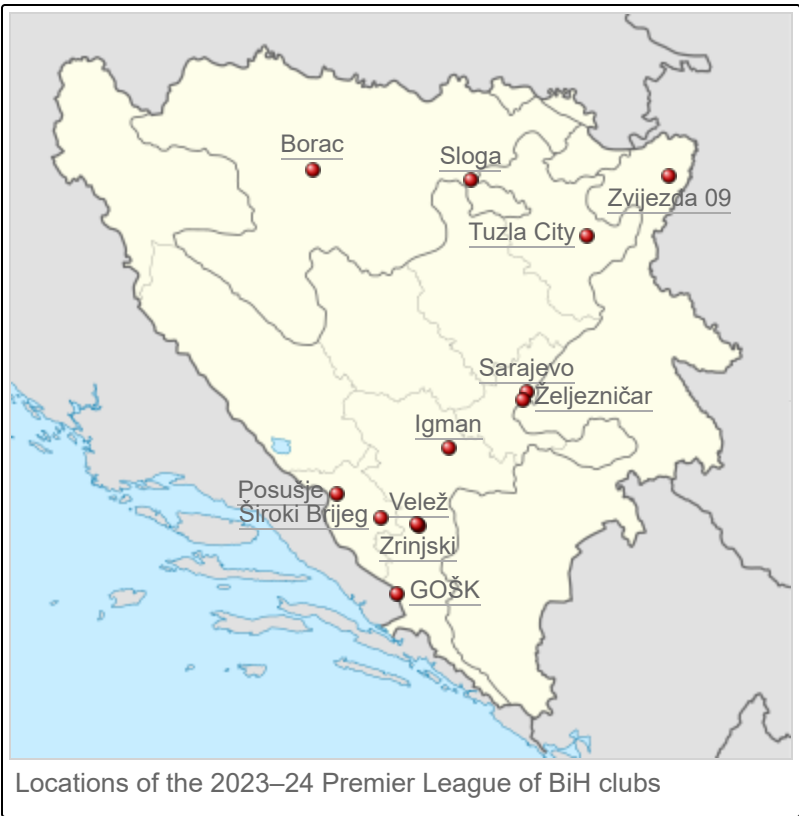 Borac
Sloga
Zvijezda 09
Tuzla City
Sarajevo
Željezničar
Igman
Posušje
Velež
Široki Brijeg
Zrinjski
GOŠK
Locations of the 2023–24 Premier League of BiH clubs